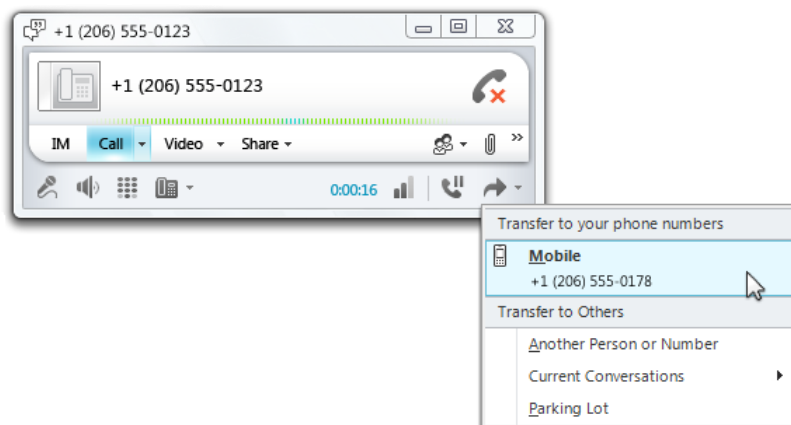 +1 (206) 555-0123
+1 (206) 555-0123
IM Call Video Share »
0:00:16
Transfer to your phone numbers
Mobile
+1 (206) 555-0178
Transfer to Others
Another Person or Number
Current Conversations
Parking Lot